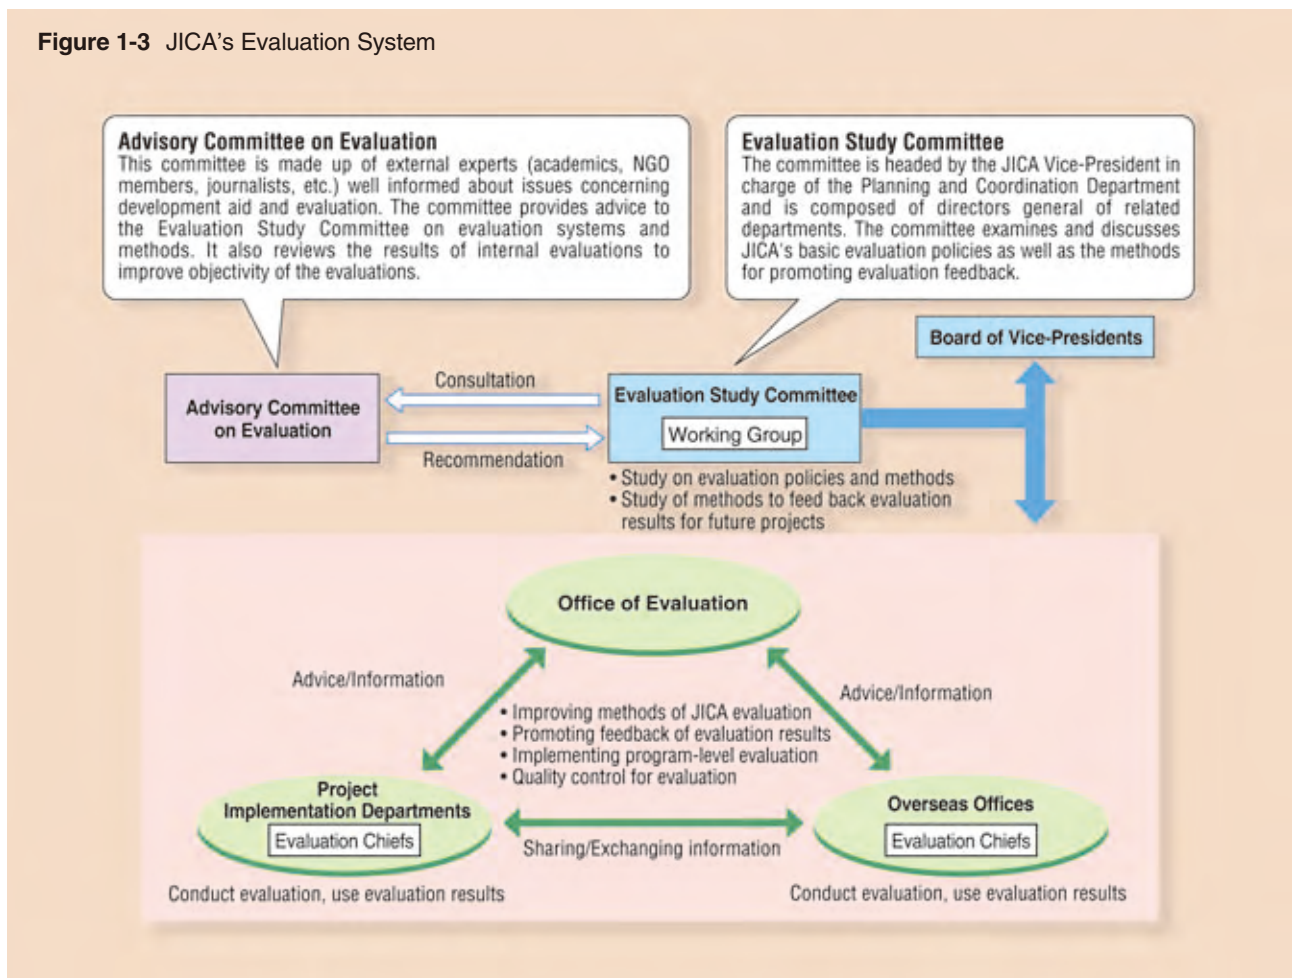 Figure 1-3 JICA's Evaluation System
Advisory Committee on Evaluation
This committee is made up of external experts (academics, NGO
members, journalists, etc.) well informed about issues concerning
development aid and evaluation. The committee provides advice to
the Evaluation Study Committee on evaluation systems and
methods. It also reviews the results of internal evaluations to
improve objectivity of the evaluations.
Evaluation Study Committee
The committee is headed by the JICA Vice-President in
charge of the Planning and Coordination Department
and is composed of directors general of related
departments. The committee examines and discusses
JICA's basic evaluation policies as well as the methods
for promoting evaluation feedback.
Board of Vice-Presidents
Advisory Committee
on Evaluation
Consultation
Recommendation
Evaluation Study Committee
Working Group
• Study on evaluation policies and methods
• Study of methods to feed back evaluation
results for future projects
Office of Evaluation
Advice/Information
Advice/Information
• Improving methods of JICA evaluation
• Promoting feedback of evaluation results
• Implementing program-level evaluation
• Quality control for evaluation
Project
Implementation Departments
Evaluation Chiefs
Conduct evaluation, use evaluation results
Sharing/Exchanging information
Overseas Offices
Evaluation Chiefs
Conduct evaluation, use evaluation results